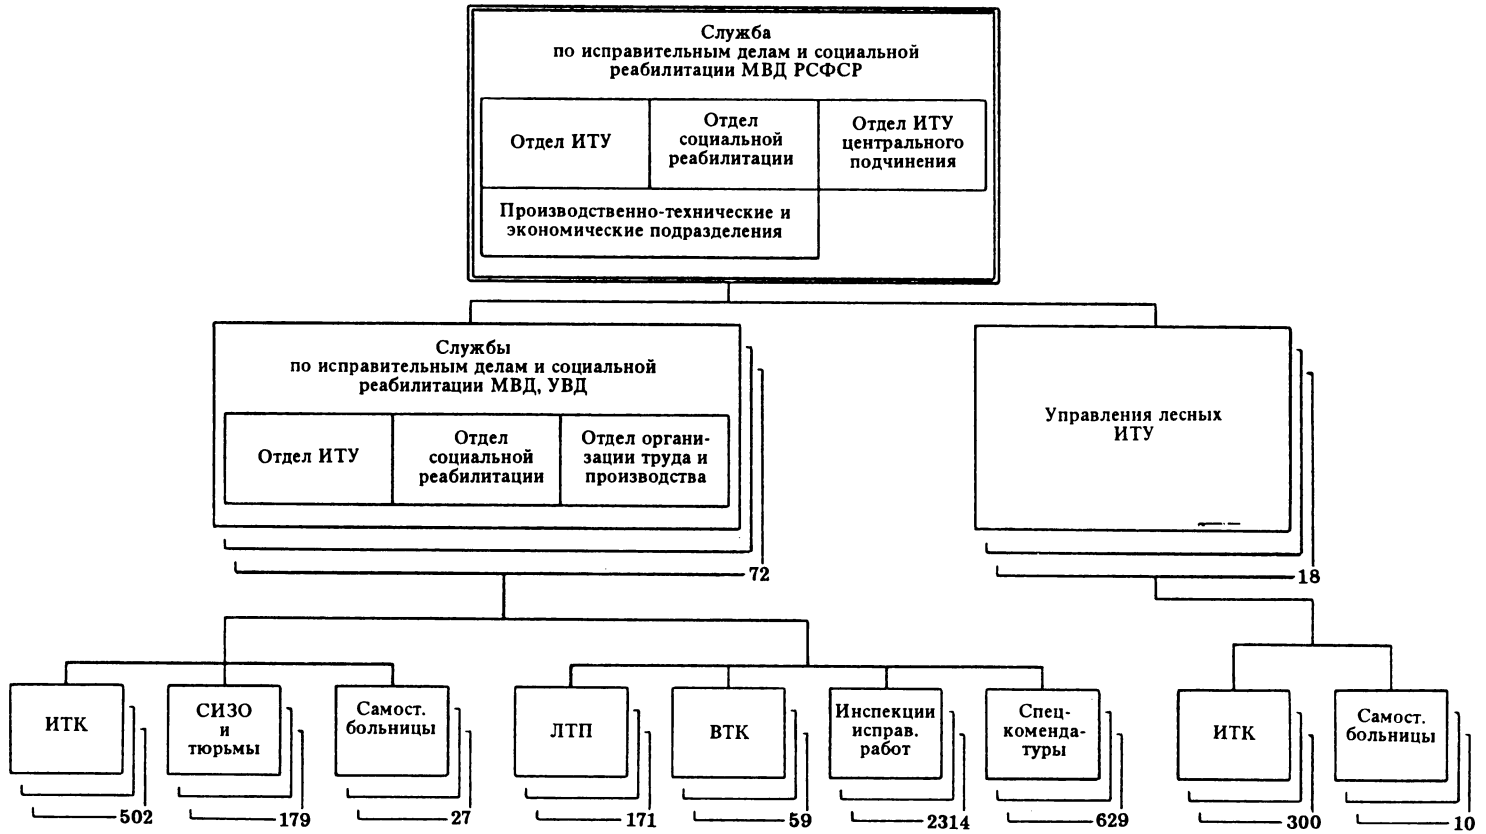 Служба
по исправительным делам и социальной
реабилитации МВД РСФСР
Отдел ИТУ
Отдел
социальной
реабилитации
Отдел ИТУ
центрального
подчинения
Производственно-технические и
экономические подразделения
Службы
по исправительным делам и социальной
реабилитации МВД, УВД
Отдел ИТУ
Отдел
социальной
реабилитации
Отдел органи-
зации труда и
производства
72
Управления лесных
ИТУ
18
ИТК
502
СИЗО
и
тюрьмы
179
Самост.
больницы
27
ЛТП
171
ВТК
59
Инспекции
исправ.
работ
2314
Спец-
коменда-
туры
629
ИТК
300
Самост.
больницы
10